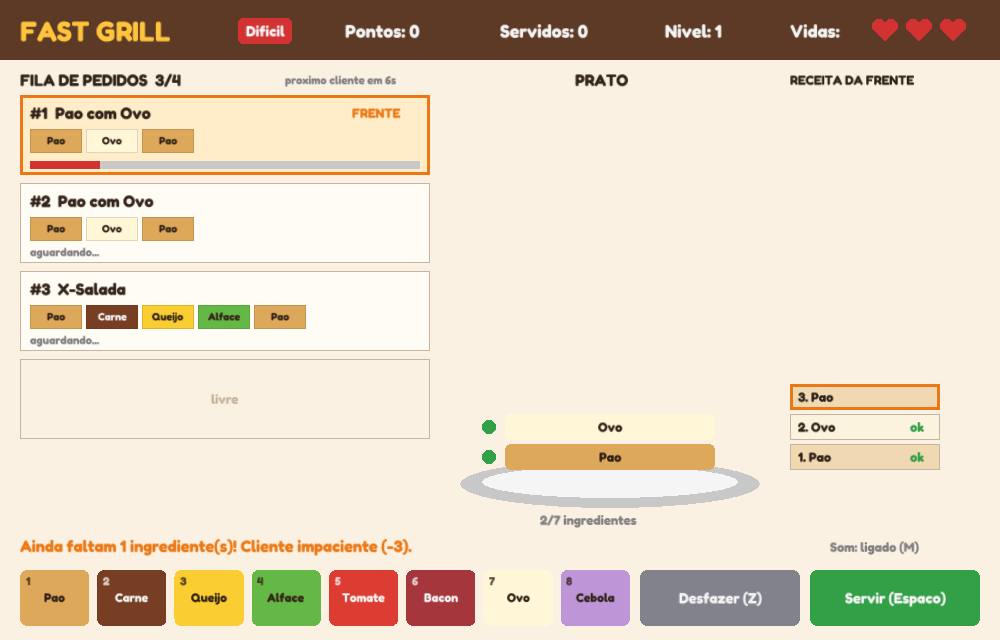 FAST GRILL Dificil Pontos: 0 Servidos: 0 Nivel: 1 Vidas:
FILA DE PEDIDOS 3/4 proximo cliente em 6s
#1 Pao com Ovo FRENTE
Pao Ovo Pao
#2 Pao com Ovo
Pao Ovo Pao
aguardando...
#3 X-Salada
Pao Carne Queijo Alface Pao
aguardando...
livre
PRATO
Ovo
Pao
2/7 ingredientes
RECEITA DA FRENTE
3. Pao
2. Ovo ok
1. Pao ok
Ainda faltam 1 ingrediente(s)! Cliente impaciente (-3).
Som: ligado (M)
1 Pao
2 Carne
3 Queijo
4 Alface
5 Tomate
6 Bacon
7 Ovo
8 Cebola
Desfazer (Z)
Servir (Espaco)